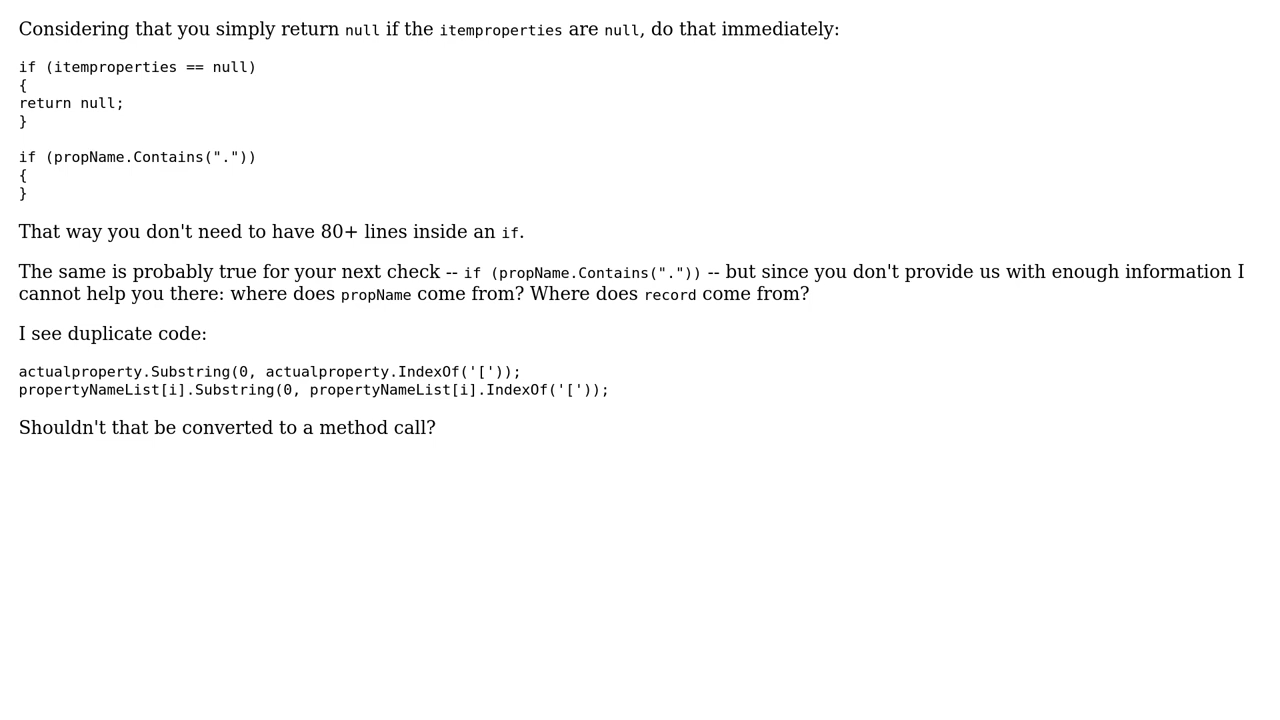 Considering that you simply return null if the itemproperties are null, do that immediately:
if (itemproperties == null)
{
return null;
}
if (propName.Contains("."))
{
}
That way you don't need to have 80+ lines inside an if.
The same is probably true for your next check -- if (propName.Contains(".")) -- but since you don't provide us with enough information I
cannot help you there: where does propName come from? Where does record come from?
I see duplicate code:
actualproperty.Substring(0, actualproperty.IndexOf('['));
propertyNameList[i].Substring(0, propertyNameList[i].IndexOf('['));
Shouldn't that be converted to a method call?